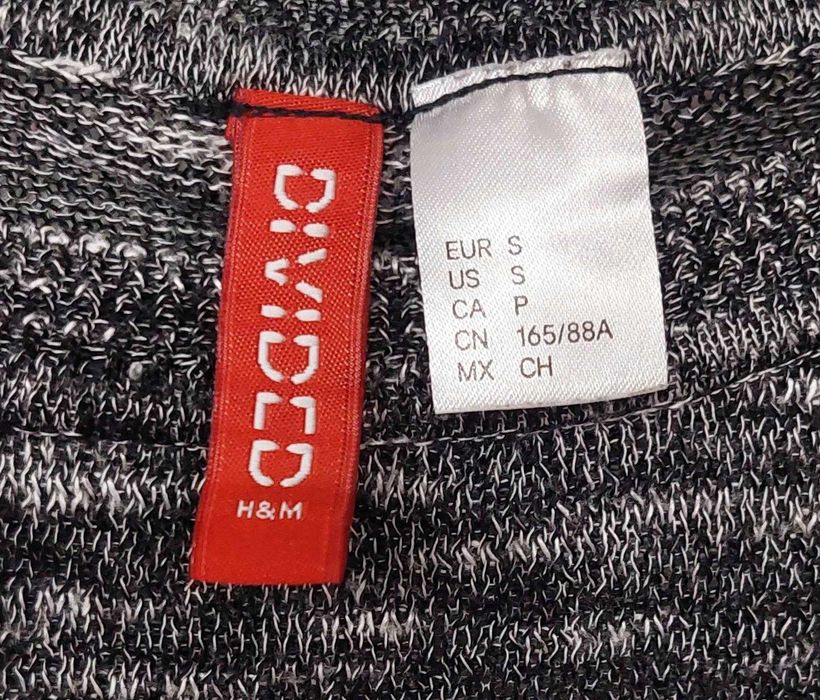 DIVIDED
H&M
EUR S
US S
CA P
CN 165/88A
MX CH